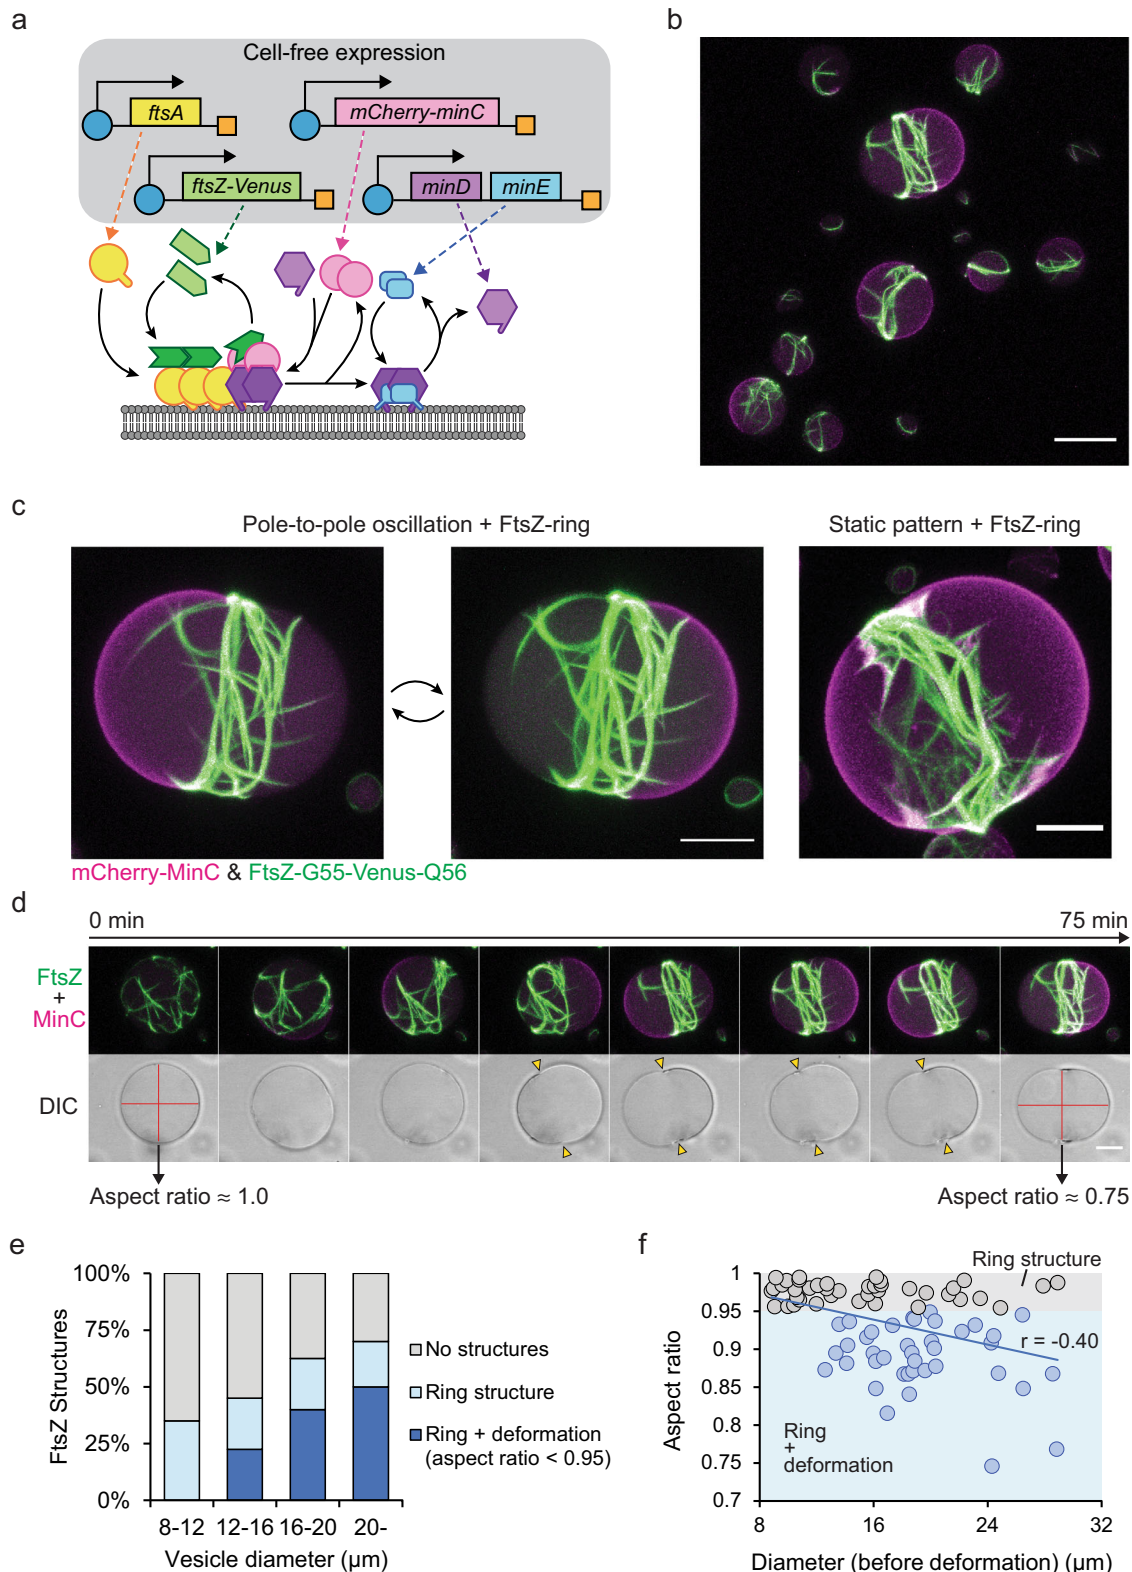 a
Cell-free expression
ftsA
mCherry-minC
ftsZ-Venus
minD
minE
b
c
Pole-to-pole oscillation + FtsZ-ring
Static pattern + FtsZ-ring
mCherry-MinC & FtsZ-G55-Venus-Q56
d
0 min
75 min
FtsZ
+
MinC
DIC
Aspect ratio ≈ 1.0
Aspect ratio ≈ 0.75
e
100%
75%
50%
25%
0%
FtsZ Structures
8-12
12-16
16-20
20-
Vesicle diameter (µm)
No structures
Ring structure
Ring + deformation
(aspect ratio < 0.95)
f
Ring structure
1
0.95
0.9
0.85
0.8
0.75
0.7
Aspect ratio
r = -0.40
Ring
+
deformation
8
16
24
32
Diameter (before deformation) (µm)